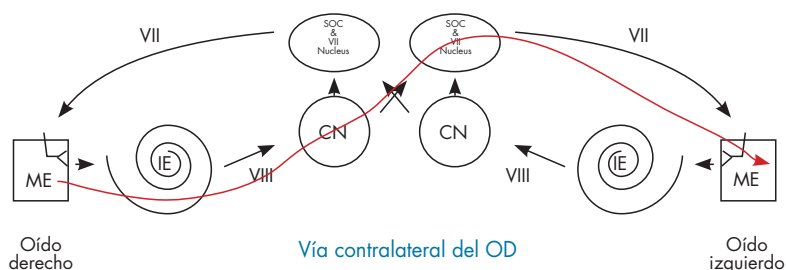 SOC
&
VII
Nucleus
SOC
&
VII
Nucleus
VII
VII
CN
CN
IE
IE
ME
ME
VIII
VIII
Oído
derecho
Vía contralateral del OD
Oído
izquierdo